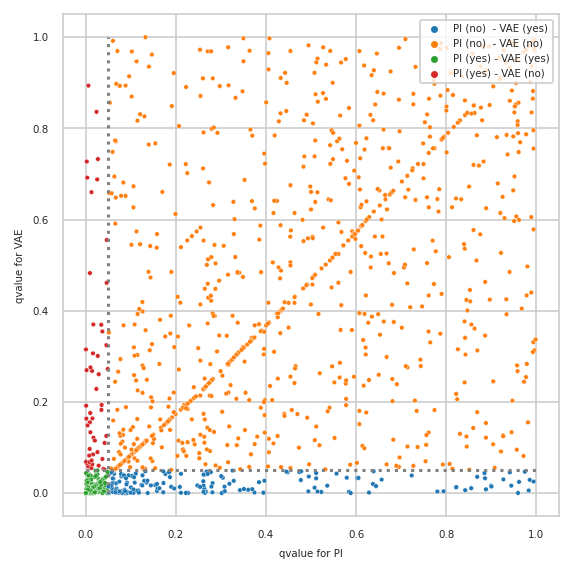 PI (no)  - VAE (yes)
PI (no)  - VAE (no)
PI (yes) - VAE (yes)
PI (yes) - VAE (no)
qvalue for VAE
1.0
0.8
0.6
0.4
0.2
0.0
0.0 0.2 0.4 0.6 0.8 1.0
qvalue for PI